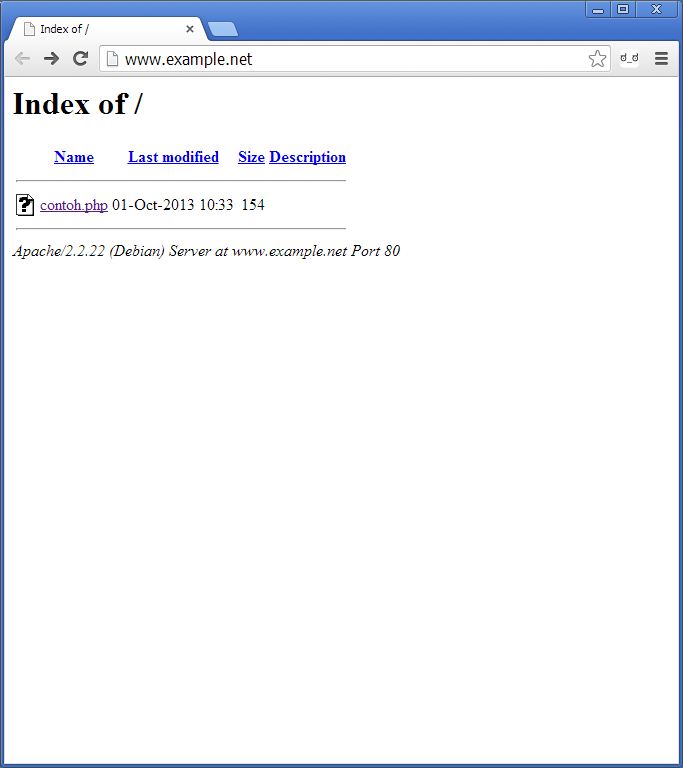 Index of /
www.example.net
ಠ_ಠ
Index of /
Name Last modified Size Description
contoh.php 01-Oct-2013 10:33 154
Apache/2.2.22 (Debian) Server at www.example.net Port 80